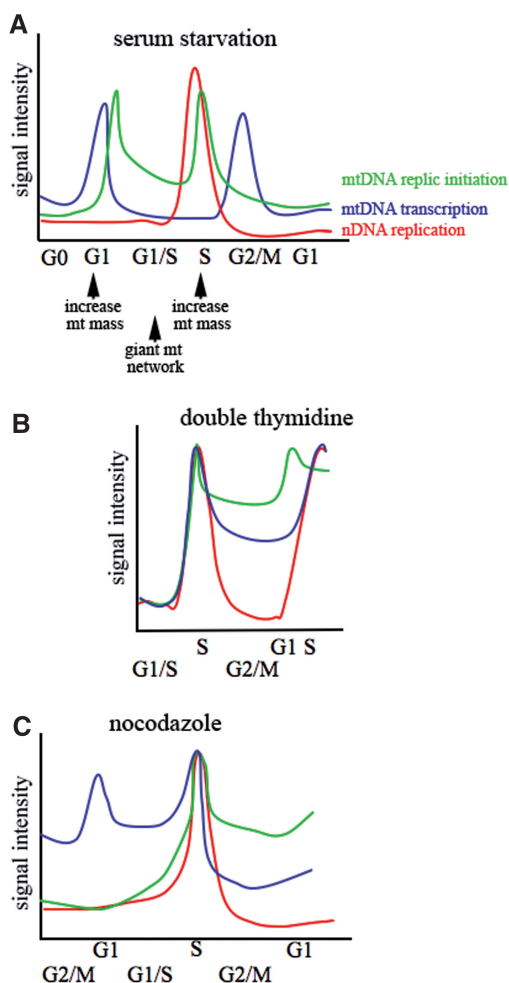 A
serum starvation
signal intensity
mtDNA replic initiation
mtDNA transcription
nDNA replication
G0 G1 G1/S S G2/M G1
increase
mt mass
increase
mt mass
giant mt
network
B
double thymidine
signal intensity
S G1 S
G1/S G2/M
C
nocodazole
signal intensity
G1 S G1
G2/M G1/S G2/M